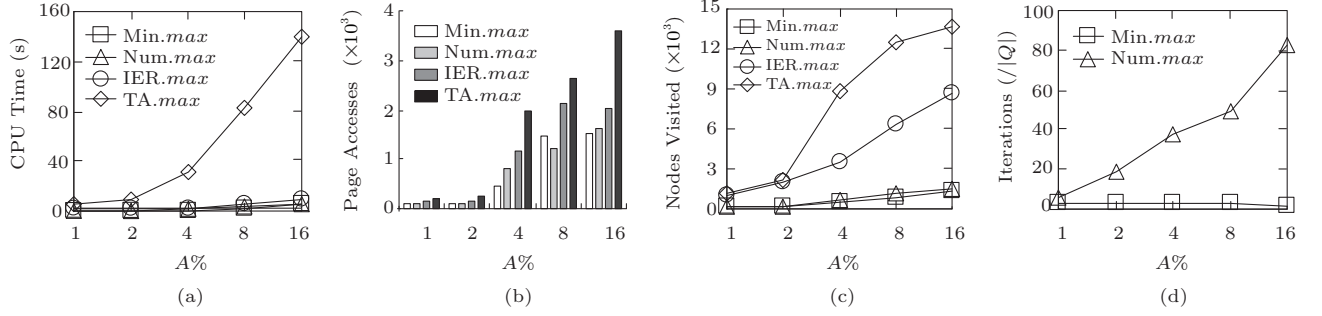 CPU Time (s)
160
120
80
40
0
Min.max
Num.max
IER.max
TA.max
1 2 4 8 16
A%
(a)
Page Accesses (×10³)
4
3
2
1
0
Min.max
Num.max
IER.max
TA.max
1 2 4 8 16
A%
(b)
Nodes Visited (×10³)
15
12
9
6
3
0
Min.max
Num.max
IER.max
TA.max
1 2 4 8 16
A%
(c)
Iterations (/|Q|)
100
80
60
40
20
0
Min.max
Num.max
1 2 4 8 16
A%
(d)